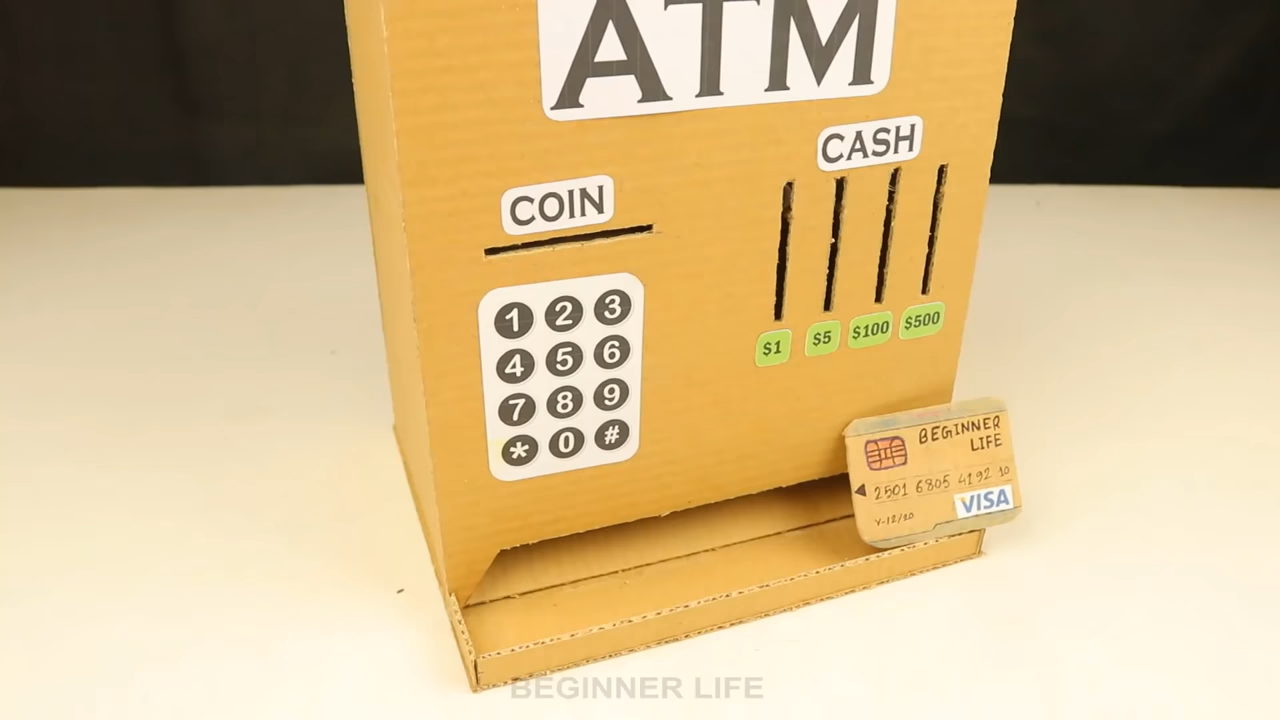 ATM
CASH
COIN
$1 $5 $100 $500
1 2 3
4 5 6
7 8 9
* 0 #
BEGINNER
LIFE
2501 6805 4192 10
V-12/30
VISA
BEGINNER LIFE